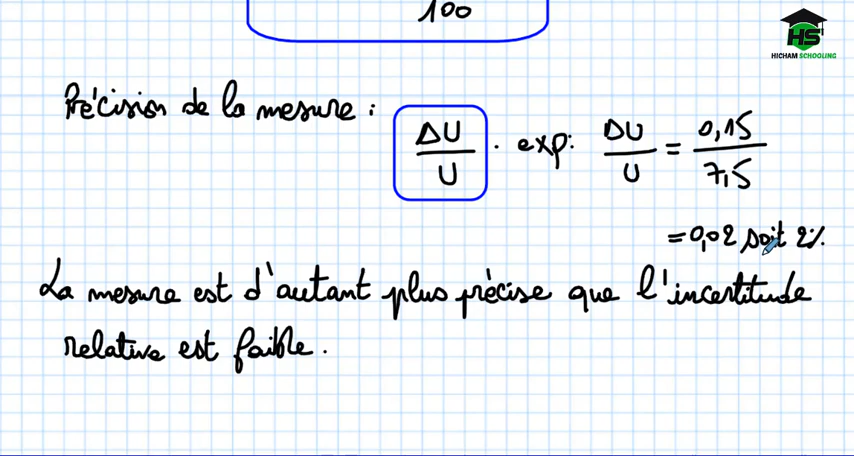 100
HS
HICHAM SCHOOLING
Précision de la mesure :
ΔU/U . exp: ΔU/U = 0,15/7,5
= 0,02 soit 2%.
La mesure est d'autant plus précise que l'incertitude
relative est faible.